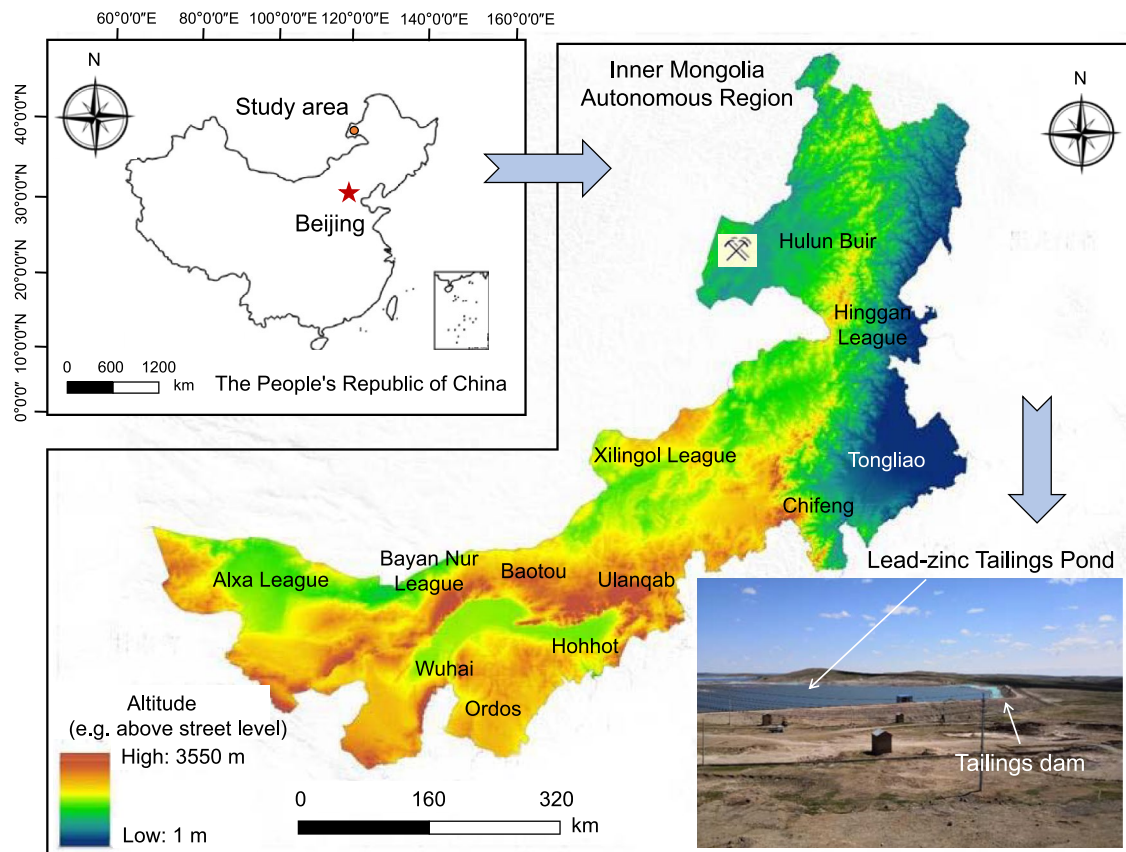 60°0'0"E 80°0'0"E 100°0'0"E 120°0'0"E 140°0'0"E 160°0'0"E
N
Study area
Beijing
40°0'0"N
30°0'0"N
20°0'0"N
10°0'0"N
0°0'0"
0 600 1200
km
The People's Republic of China
Inner Mongolia
Autonomous Region
N
Hulun Buir
Hinggan
League
Xilingol League
Tongliao
Chifeng
Bayan Nur
League
Baotou
Ulanqab
Alxa League
Hohhot
Wuhai
Ordos
Lead-zinc Tailings Pond
Tailings dam
Altitude
(e.g. above street level)
High: 3550 m
Low: 1 m
0 160 320
km